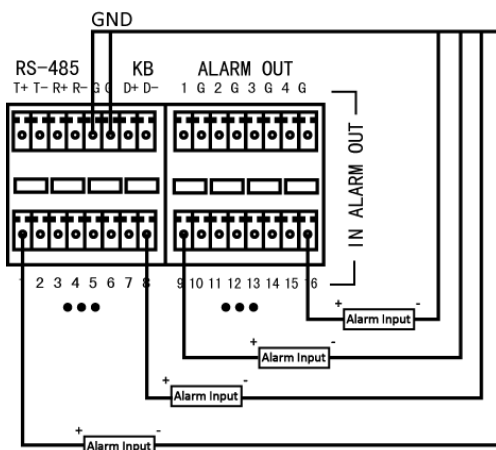 GND
RS-485 KB ALARM OUT
T+ T- R+ R- G G D+ D- 1 G 2 G 3 G 4 G
IN ALARM OUT
1 2 3 4 5 6 7 8 9 10 11 12 13 14 15 16
+ Alarm Input -
+ Alarm Input -
+ Alarm Input -
+ Alarm Input -